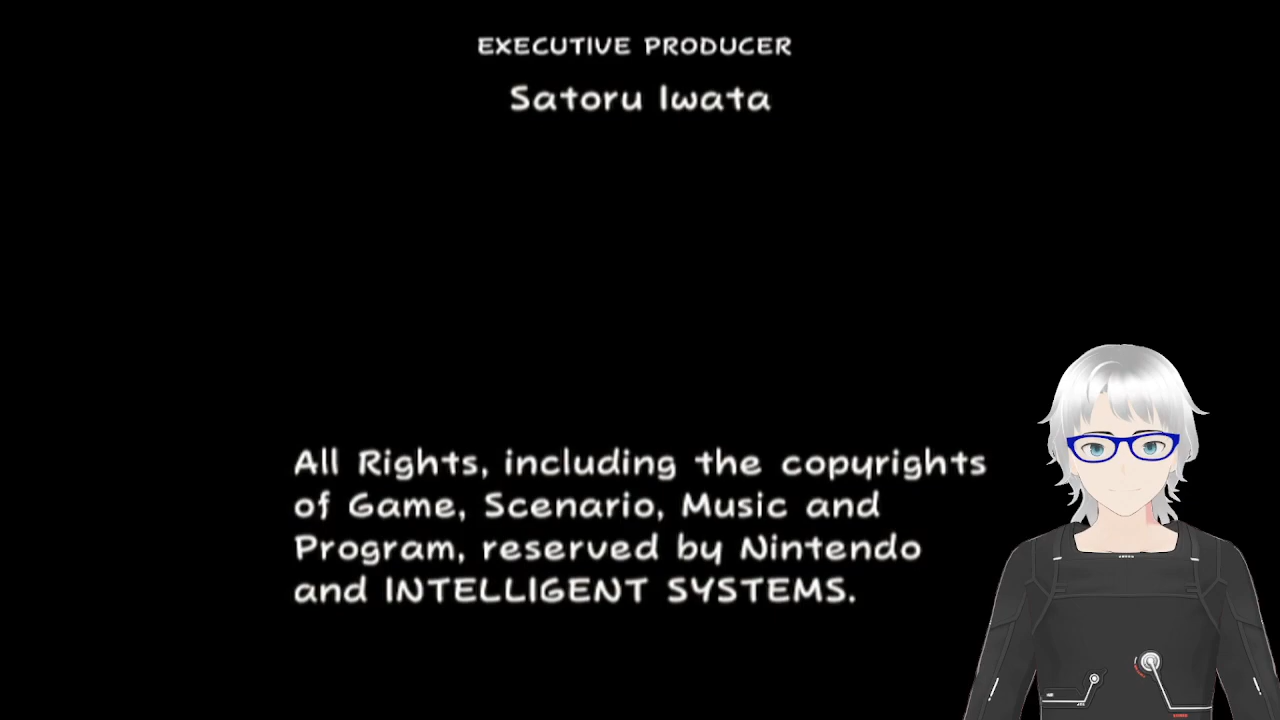 EXECUTIVE PRODUCER
Satoru Iwata
All Rights, including the copyrights
of Game, Scenario, Music and
Program, reserved by Nintendo
and INTELLIGENT SYSTEMS.